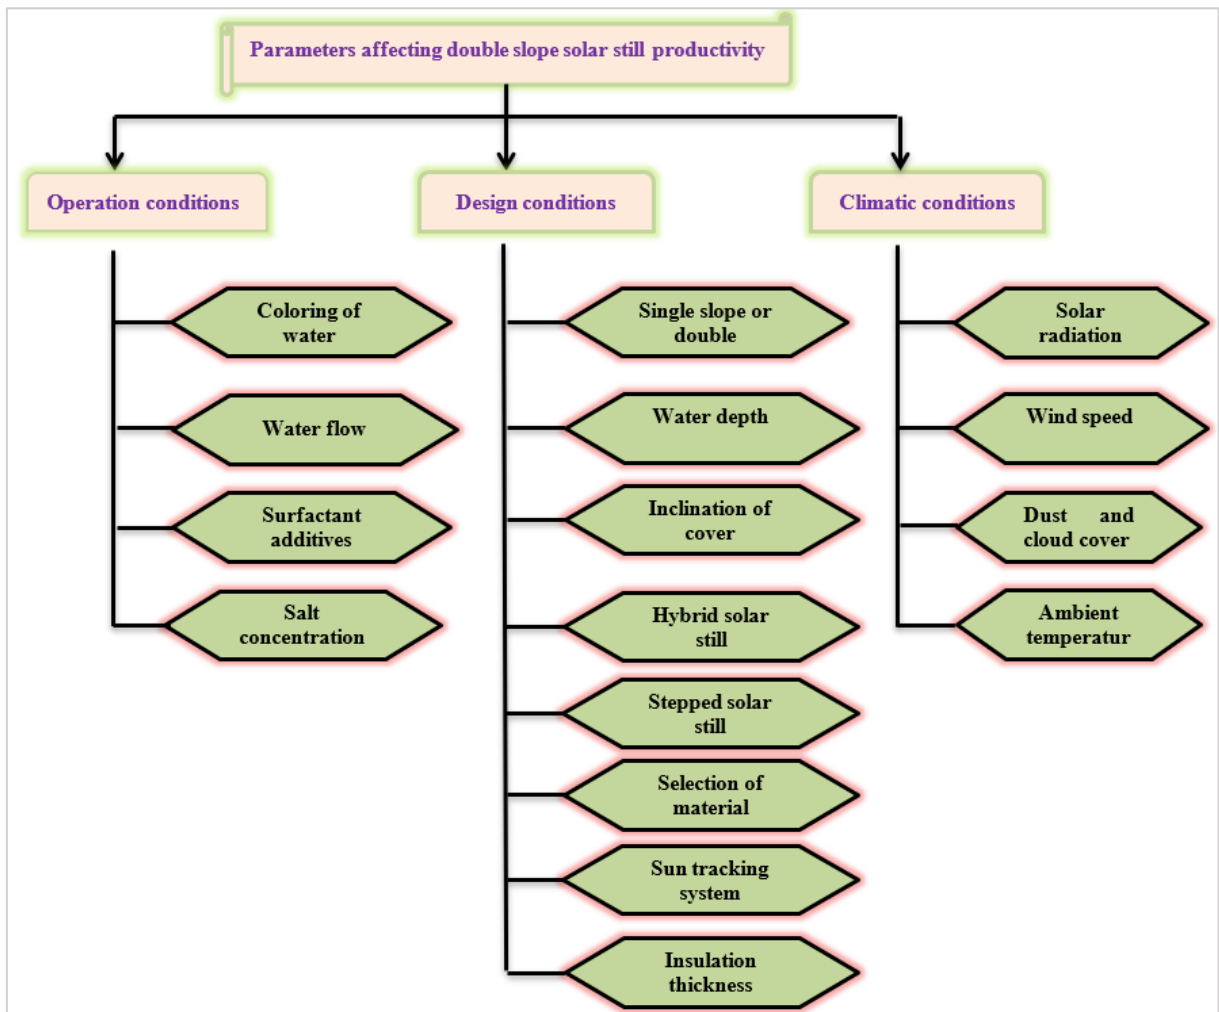 Parameters affecting double slope solar still productivity
Operation conditions
Design conditions
Climatic conditions
Coloring of
water
Water flow
Surfactant
additives
Salt
concentration
Single slope or
double
Water depth
Inclination of
cover
Hybrid solar
still
Stepped solar
still
Selection of
material
Sun tracking
system
Insulation
thickness
Solar
radiation
Wind speed
Dust and
cloud cover
Ambient
temperatur